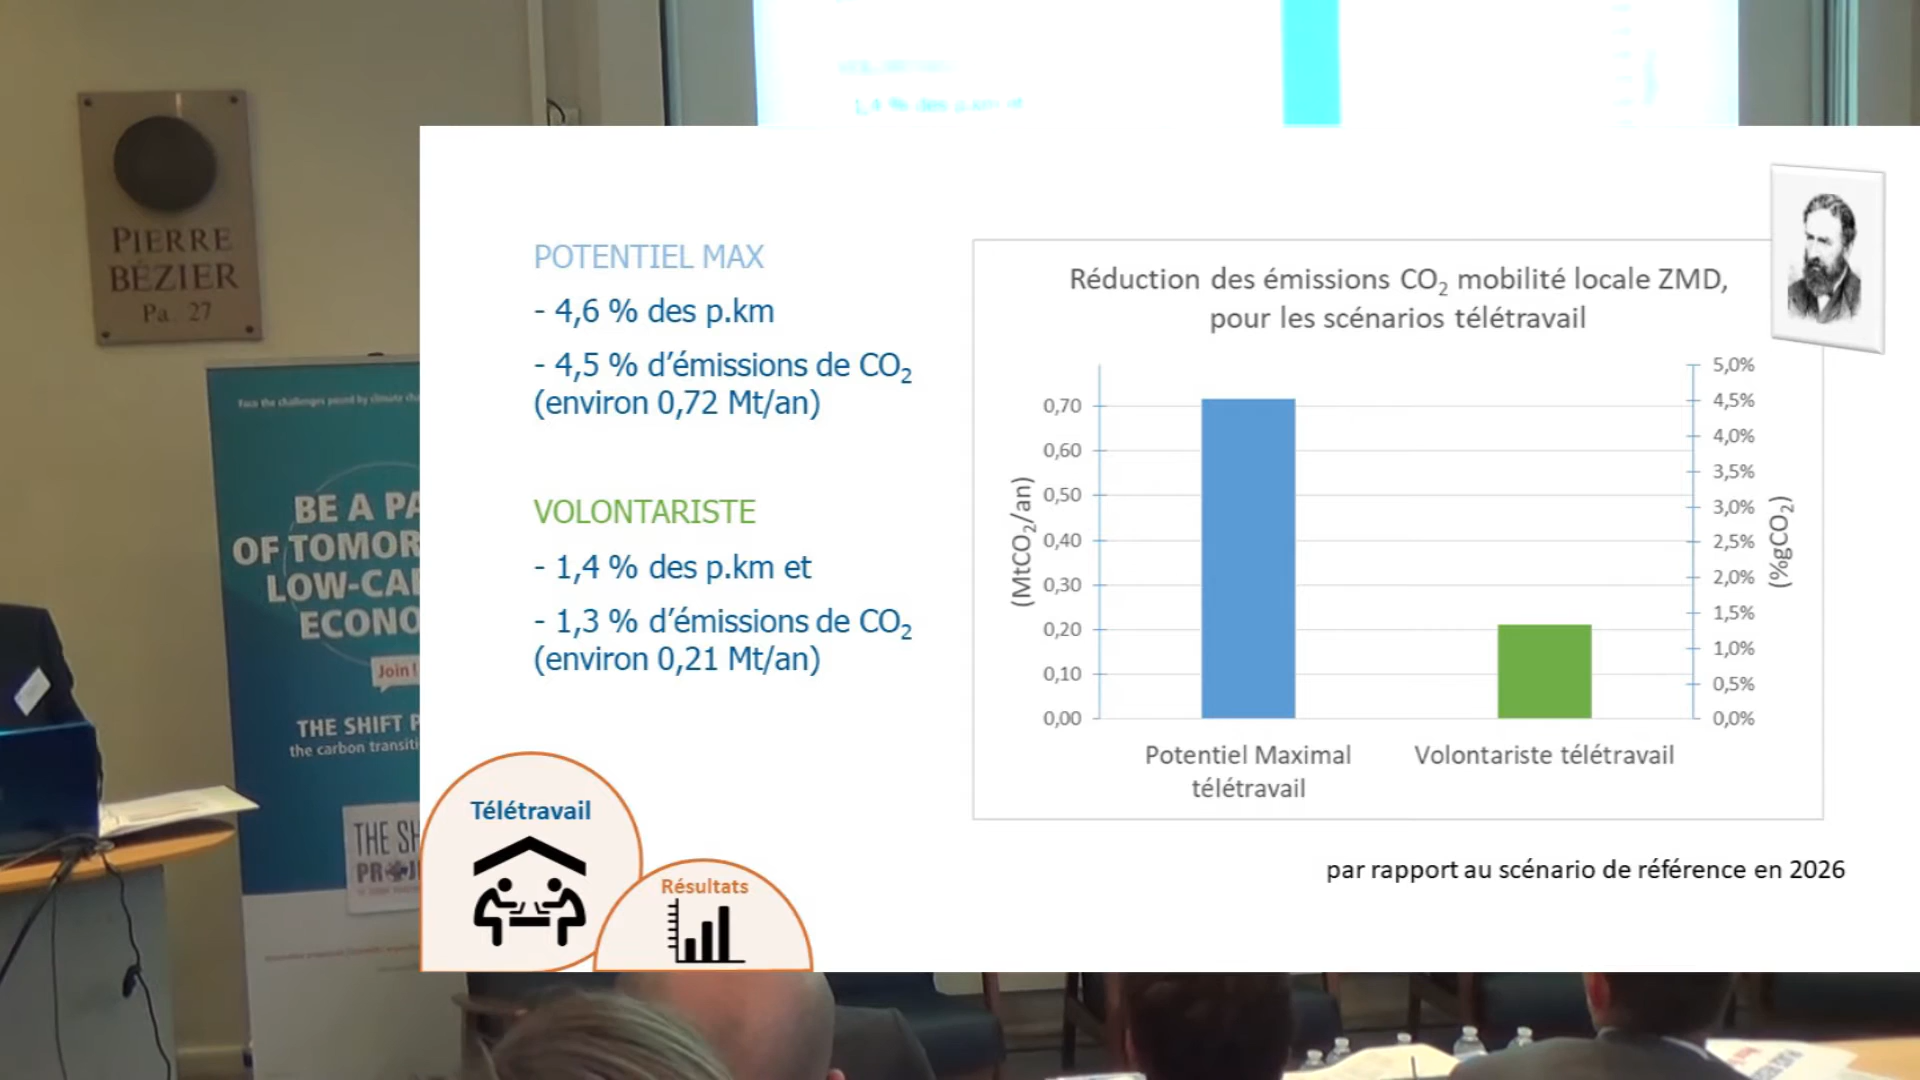 PIERRE
BÉZIER
Pa. 27
BE A PA
OF TOMOR
LOW-CA
ECONO
Join
THE SHIFT P
the carbon transiti
THE SH
PROJ
POTENTIEL MAX
- 4,6 % des p.km
- 4,5 % d’émissions de CO₂
(environ 0,72 Mt/an)
VOLONTARISTE
- 1,4 % des p.km et
- 1,3 % d’émissions de CO₂
(environ 0,21 Mt/an)
Télétravail
Résultats
Réduction des émissions CO₂ mobilité locale ZMD,
pour les scénarios télétravail
(MtCO₂/an)
0,70
0,60
0,50
0,40
0,30
0,20
0,10
0,00
5,0%
4,5%
4,0%
3,5%
3,0%
2,5%
2,0%
1,5%
1,0%
0,5%
0,0%
(%gCO₂)
Potentiel Maximal
télétravail
Volontariste télétravail
par rapport au scénario de référence en 2026